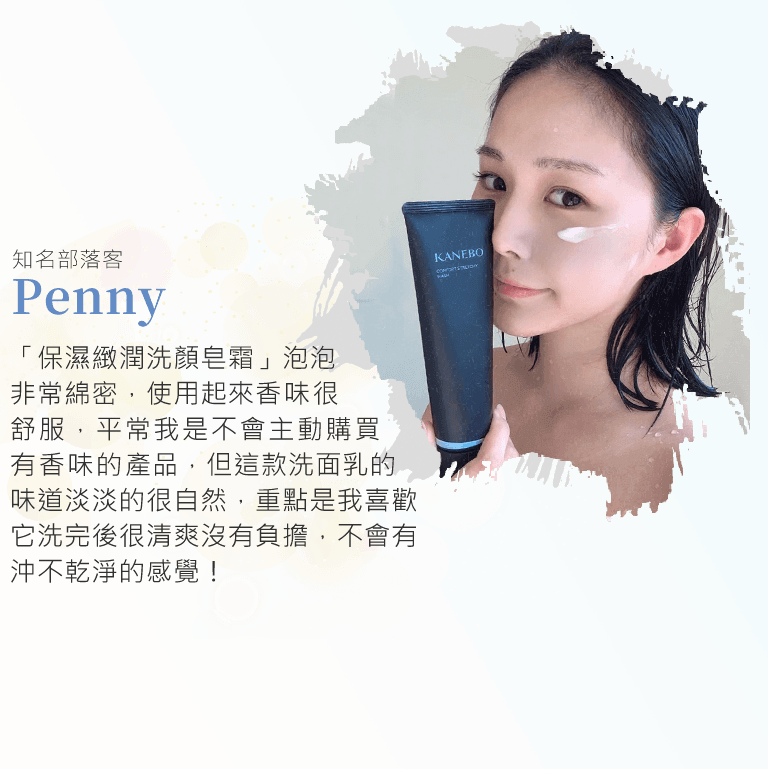 知名部落客
Penny
「保濕緻潤洗顏皂霜」泡泡
非常綿密，使用起來香味很
舒服，平常我是不會主動購買
有香味的產品，但這款洗面乳的
味道淡淡的很自然，重點是我喜歡
它洗完後很清爽沒有負擔，不會有
沖不乾淨的感覺！
KANEBO
COMFORT STRETCHY
WASH